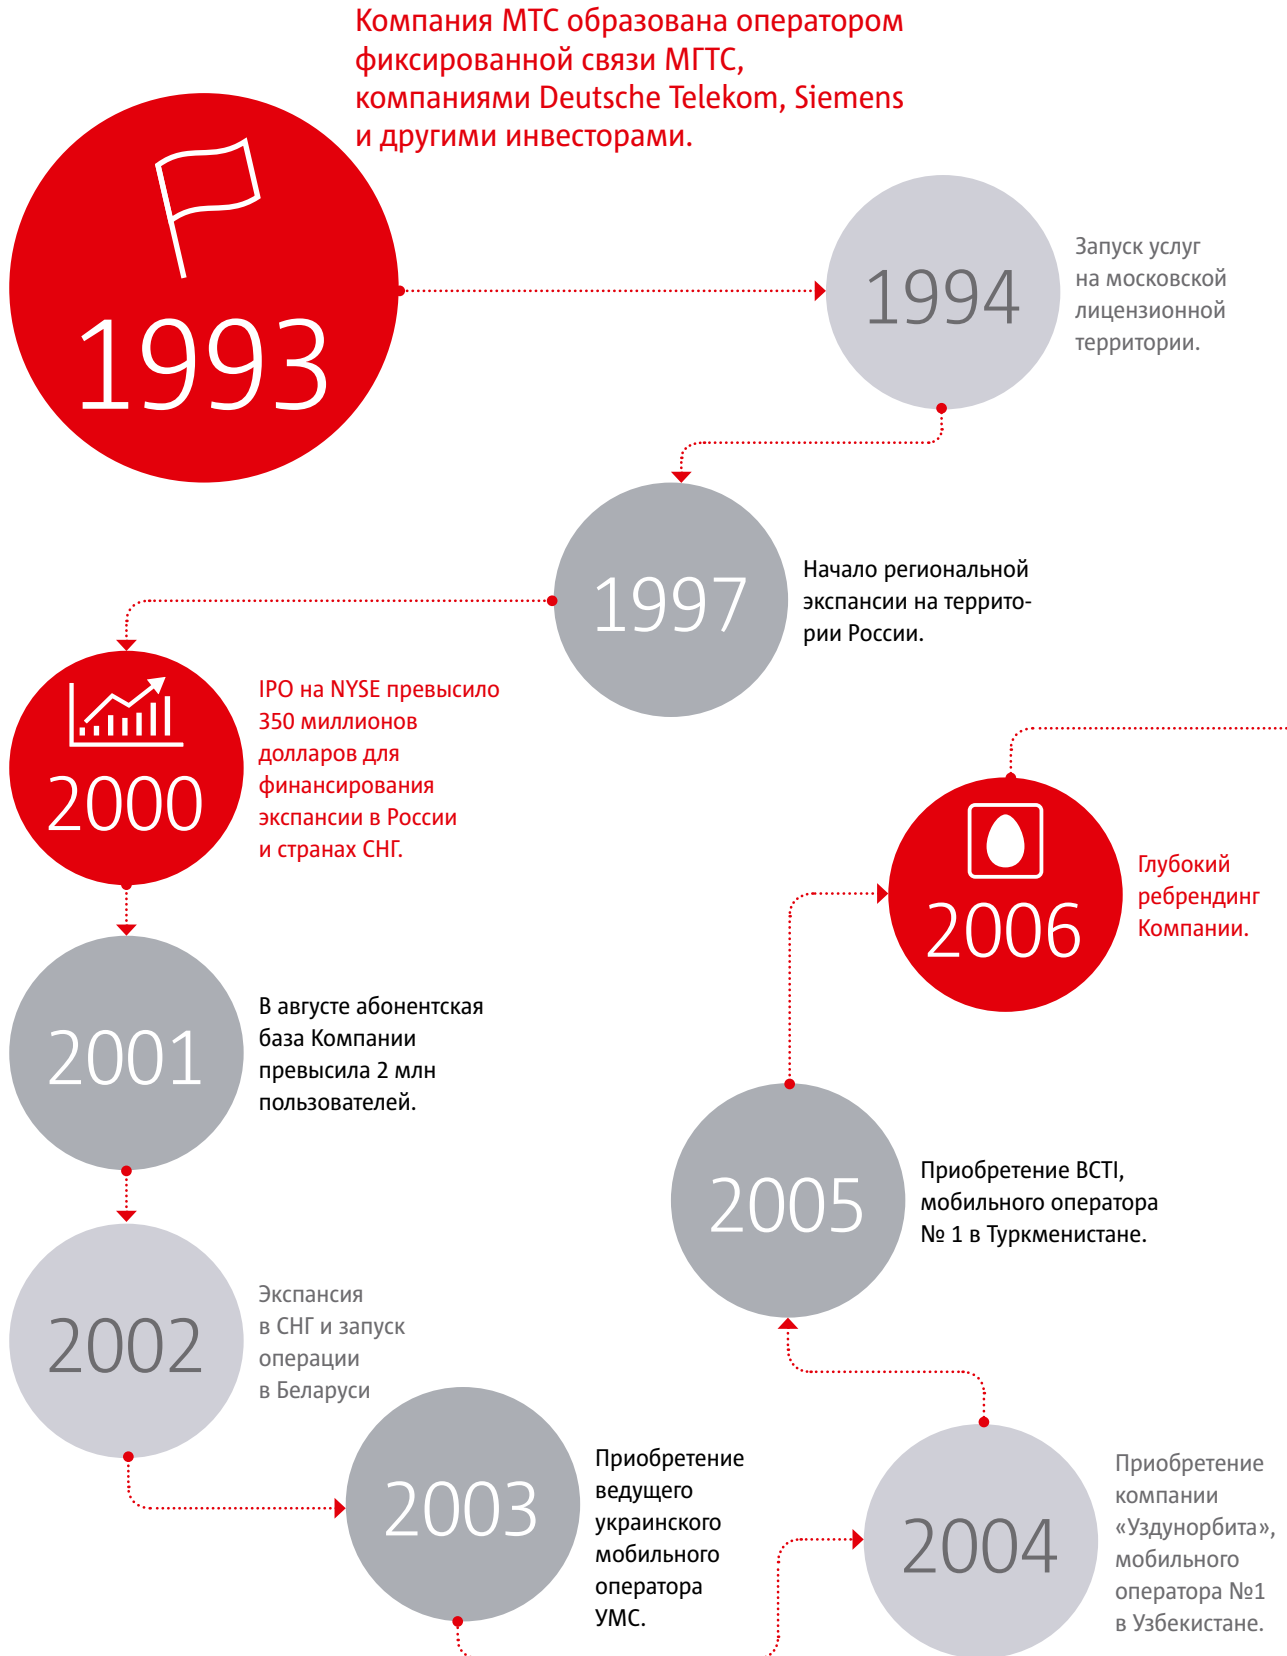 Компания МТС образована оператором
фиксированной связи МГТС,
компаниями Deutsche Telekom, Siemens
и другими инвесторами.
1993
1994
Запуск услуг
на московской
лицензионной
территории.
1997
Начало региональной
экспансии на террито-
рии России.
2000
IPO на NYSE превысило
350 миллионов
долларов для
финансирования
экспансии в России
и странах СНГ.
2001
В августе абонентская
база Компании
превысила 2 млн
пользователей.
2002
Экспансия
в СНГ и запуск
операции
в Беларуси
2003
Приобретение
ведущего
украинского
мобильного
оператора
УМС.
2004
Приобретение
компании
«Уздунорбита»,
мобильного
оператора №1
в Узбекистане.
2005
Приобретение BCTI,
мобильного оператора
№ 1 в Туркменистане.
2006
Глубокий
ребрендинг
Компании.